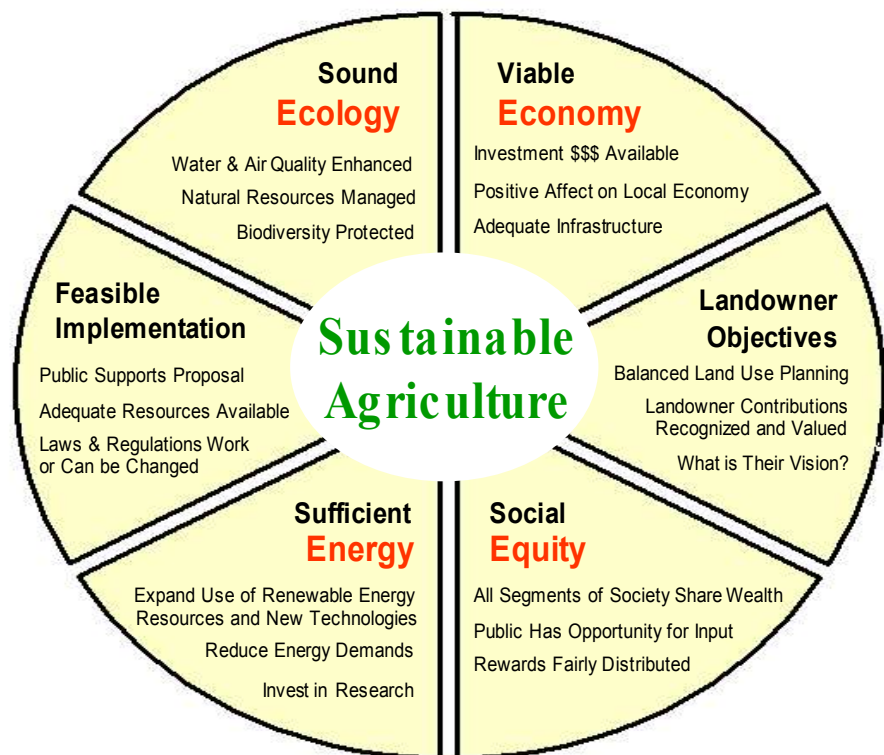 Sound
Ecology
Water & Air Quality Enhanced
Natural Resources Managed
Biodiversity Protected
Viable
Economy
Investment $$$ Available
Positive Affect on Local Economy
Adequate Infrastructure
Feasible
Implementation
Public Supports Proposal
Adequate Resources Available
Laws & Regulations Work
or Can be Changed
Sustainable
Agriculture
Landowner
Objectives
Balanced Land Use Planning
Landowner Contributions
Recognized and Valued
What is Their Vision?
Sufficient
Energy
Expand Use of Renewable Energy
Resources and New Technologies
Reduce Energy Demands
Invest in Research
Social
Equity
All Segments of Society Share Wealth
Public Has Opportunity for Input
Rewards Fairly Distributed